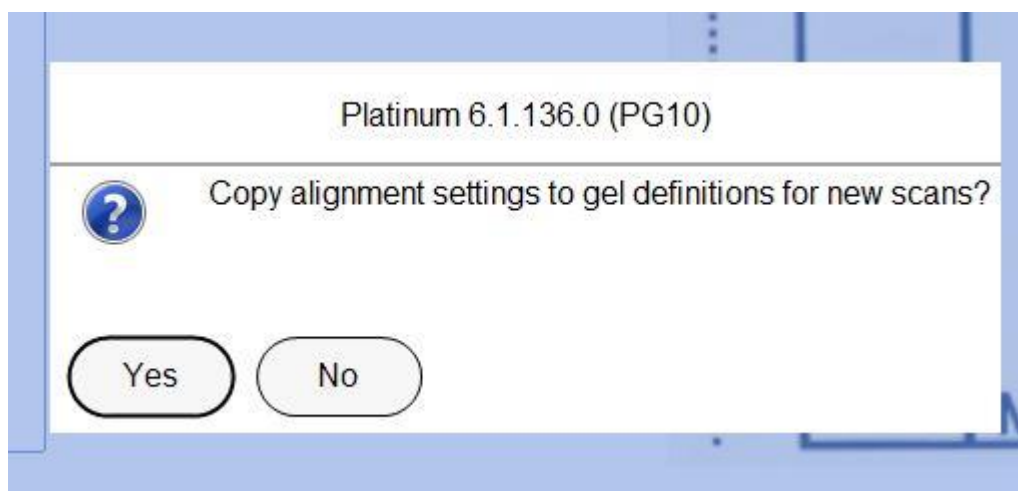 Platinum 6.1.136.0 (PG10)
Copy alignment settings to gel definitions for new scans?
Yes
No